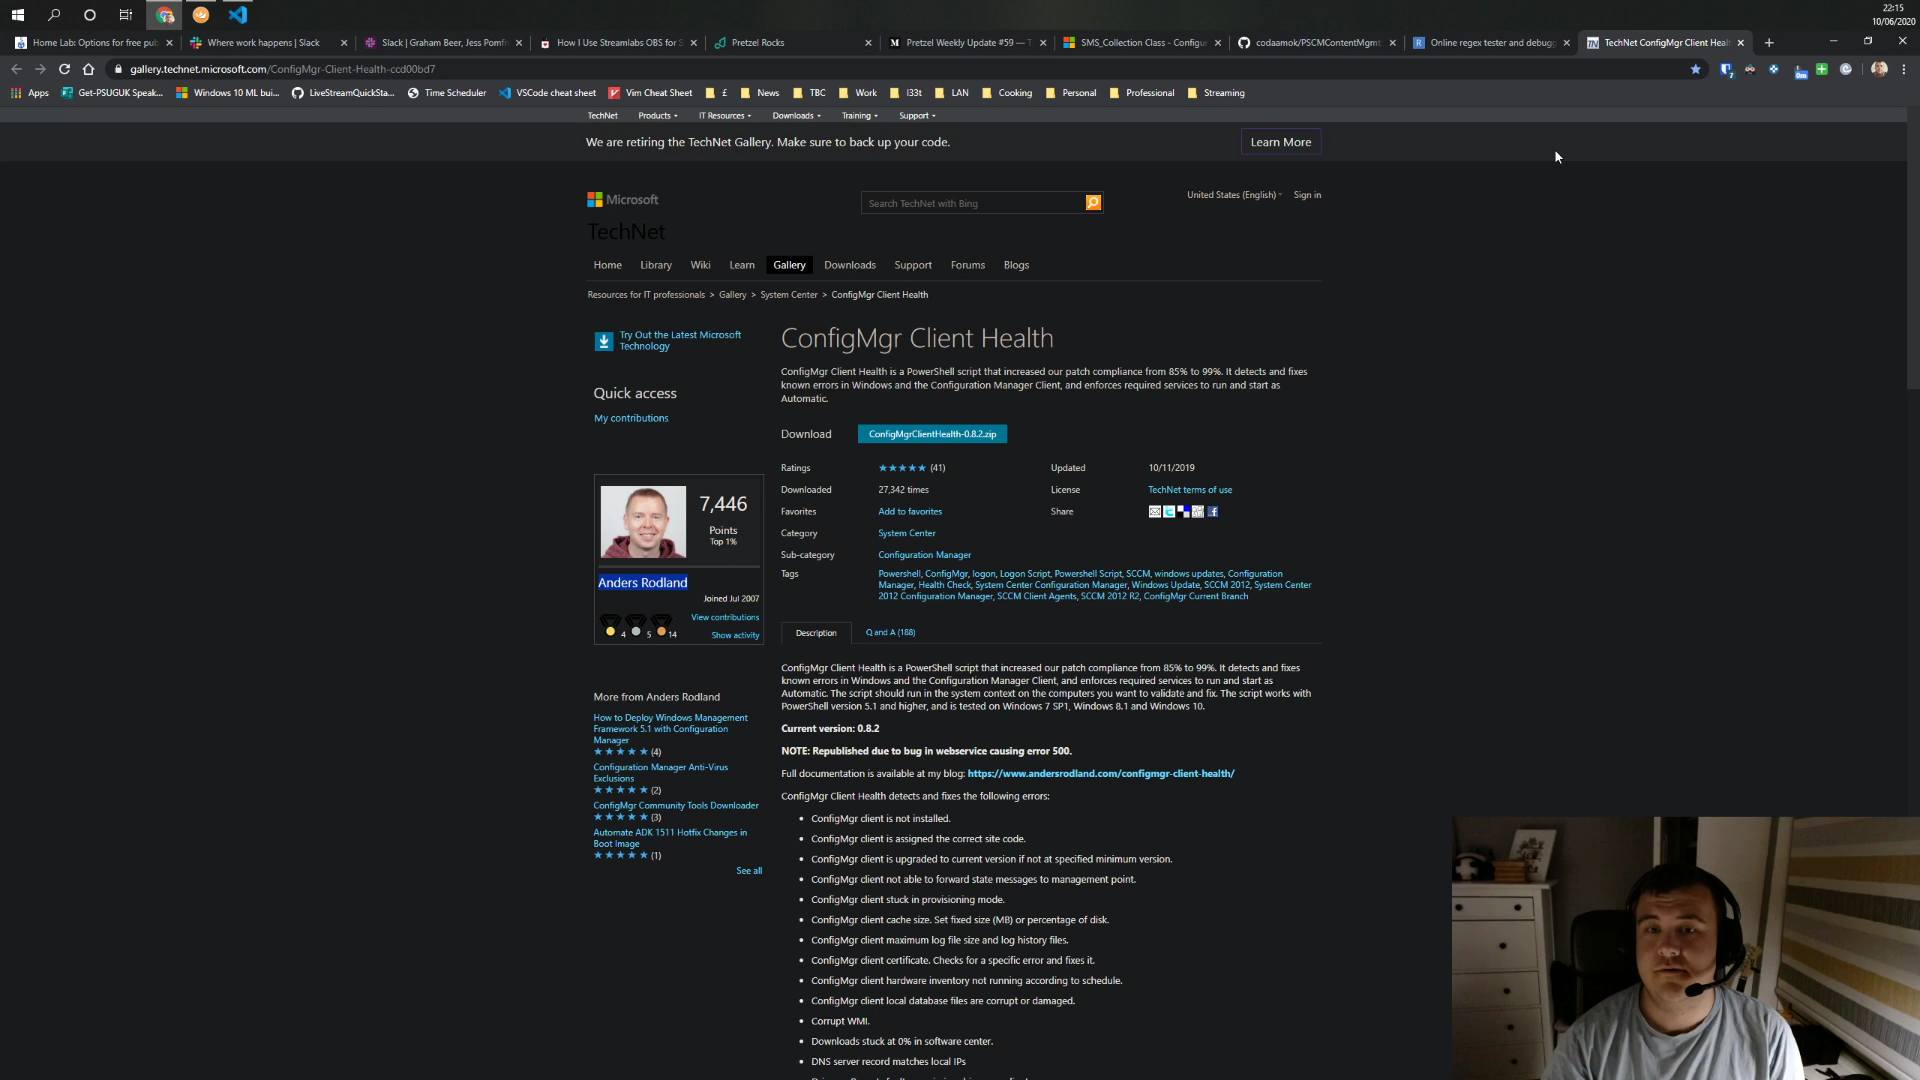 22:15
10/06/2020
Home Lab: Options for free pub
Where work happens | Slack
Slack | Graham Beer, Jess Pomfr
How I Use Streamlabs OBS for S
Pretzel Rocks
Pretzel Weekly Update #59 — T
SMS_Collection Class - Configur
codaamok/PSCMContentMgmt
Online regex tester and debugg
TechNet ConfigMgr Client Healt
gallery.technet.microsoft.com/ConfigMgr-Client-Health-ccd00bd7
Apps
Get-PSUGUK Speak...
Windows 10 ML bui...
LiveStreamQuickSta...
Time Scheduler
VSCode cheat sheet
Vim Cheat Sheet
£
News
TBC
Work
l33t
LAN
Cooking
Personal
Professional
Streaming
TechNet
Products
IT Resources
Downloads
Training
Support
We are retiring the TechNet Gallery. Make sure to back up your code.
Learn More
Microsoft
Search TechNet with Bing
United States (English)
Sign in
TechNet
Home
Library
Wiki
Learn
Gallery
Downloads
Support
Forums
Blogs
Resources for IT professionals > Gallery > System Center > ConfigMgr Client Health
Try Out the Latest Microsoft
Technology
Quick access
My contributions
7,446
Points
Top 1%
Anders Rodland
Joined Jul 2007
View contributions
4 5 14
Show activity
More from Anders Rodland
How to Deploy Windows Management
Framework 5.1 with Configuration
Manager
(4)
Configuration Manager Anti-Virus
Exclusions
(2)
ConfigMgr Community Tools Downloader
(3)
Automate ADK 1511 Hotfix Changes in
Boot Image
(1)
See all
ConfigMgr Client Health
ConfigMgr Client Health is a PowerShell script that increased our patch compliance from 85% to 99%. It detects and fixes
known errors in Windows and the Configuration Manager Client, and enforces required services to run and start as
Automatic.
Download
ConfigMgrClientHealth-0.8.2.zip
Ratings
(41)
Updated
10/11/2019
Downloaded
27,342 times
License
TechNet terms of use
Favorites
Add to favorites
Share
Category
System Center
Sub-category
Configuration Manager
Tags
Powershell, ConfigMgr, logon, Logon Script, Powershell Script, SCCM, windows updates, Configuration
Manager, Health Check, System Center Configuration Manager, Windows Update, SCCM 2012, System Center
2012 Configuration Manager, SCCM Client Agents, SCCM 2012 R2, ConfigMgr Current Branch
Description
Q and A (188)
ConfigMgr Client Health is a PowerShell script that increased our patch compliance from 85% to 99%. It detects and fixes
known errors in Windows and the Configuration Manager Client, and enforces required services to run and start as
Automatic. The script should run in the system context on the computers you want to validate and fix. The script works with
PowerShell version 5.1 and higher, and is tested on Windows 7 SP1, Windows 8.1 and Windows 10.
Current version: 0.8.2
NOTE: Republished due to bug in webservice causing error 500.
Full documentation is available at my blog: https://www.andersrodland.com/configmgr-client-health/
ConfigMgr Client Health detects and fixes the following errors:
• ConfigMgr client is not installed.
• ConfigMgr client is assigned the correct site code.
• ConfigMgr client is upgraded to current version if not at specified minimum version.
• ConfigMgr client not able to forward state messages to management point.
• ConfigMgr client stuck in provisioning mode.
• ConfigMgr client cache size. Set fixed size (MB) or percentage of disk.
• ConfigMgr client maximum log file size and log history files.
• ConfigMgr client certificate. Checks for a specific error and fixes it.
• ConfigMgr client hardware inventory not running according to schedule.
• ConfigMgr client local database files are corrupt or damaged.
• Corrupt WMI.
• Downloads stuck at 0% in software center.
• DNS server record matches local IPs